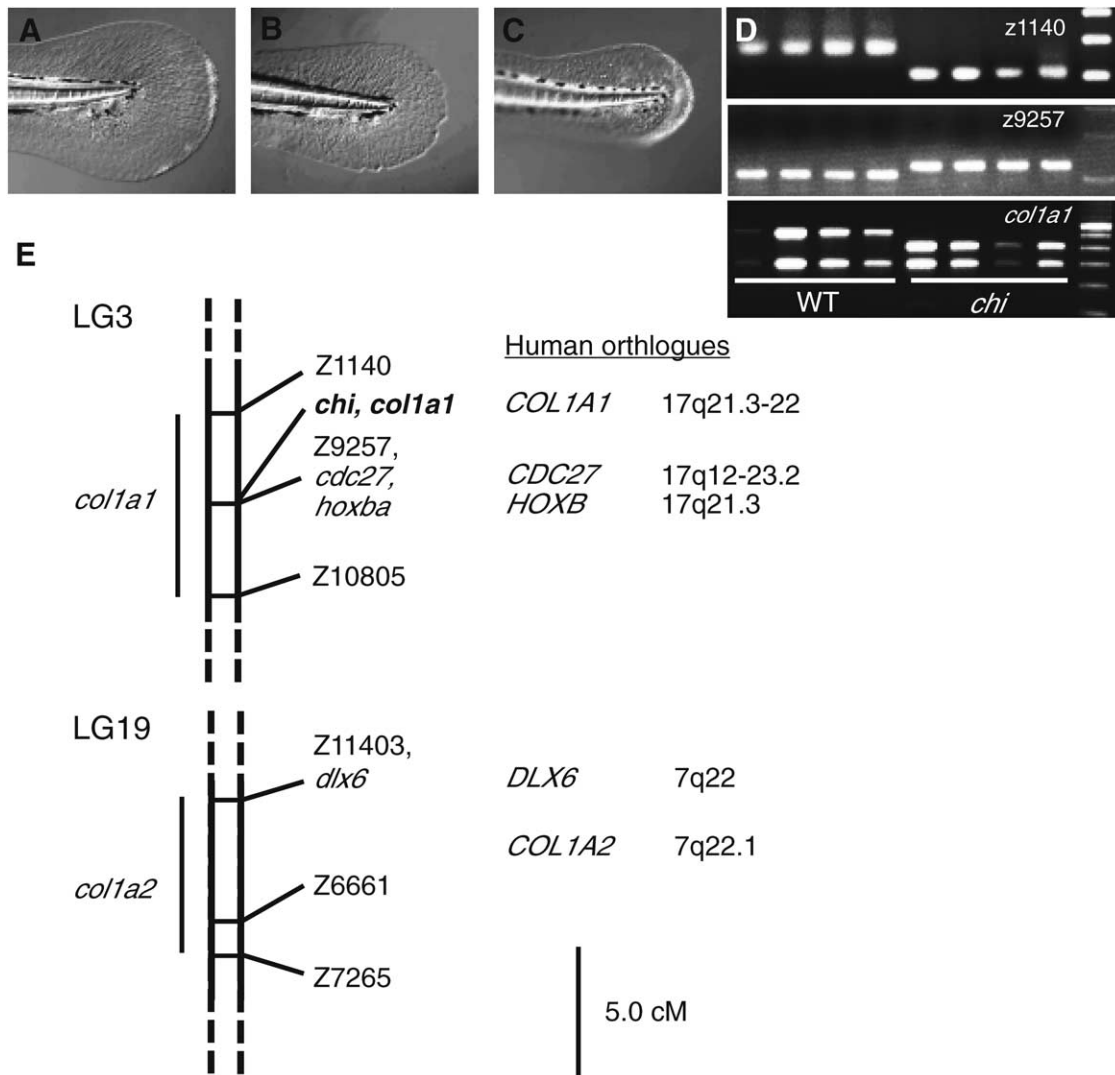 A
B
C
D
z1140
z9257
col1a1
WT
chi
E
LG3
Human orthlogues
Z1140
chi, col1a1
COL1A1 17q21.3-22
Z9257,
cdc27,
CDC27 17q12-23.2
hoxba
HOXB 17q21.3
col1a1
Z10805
LG19
Z11403,
dlx6
DLX6 7q22
COL1A2 7q22.1
col1a2
Z6661
Z7265
5.0 cM